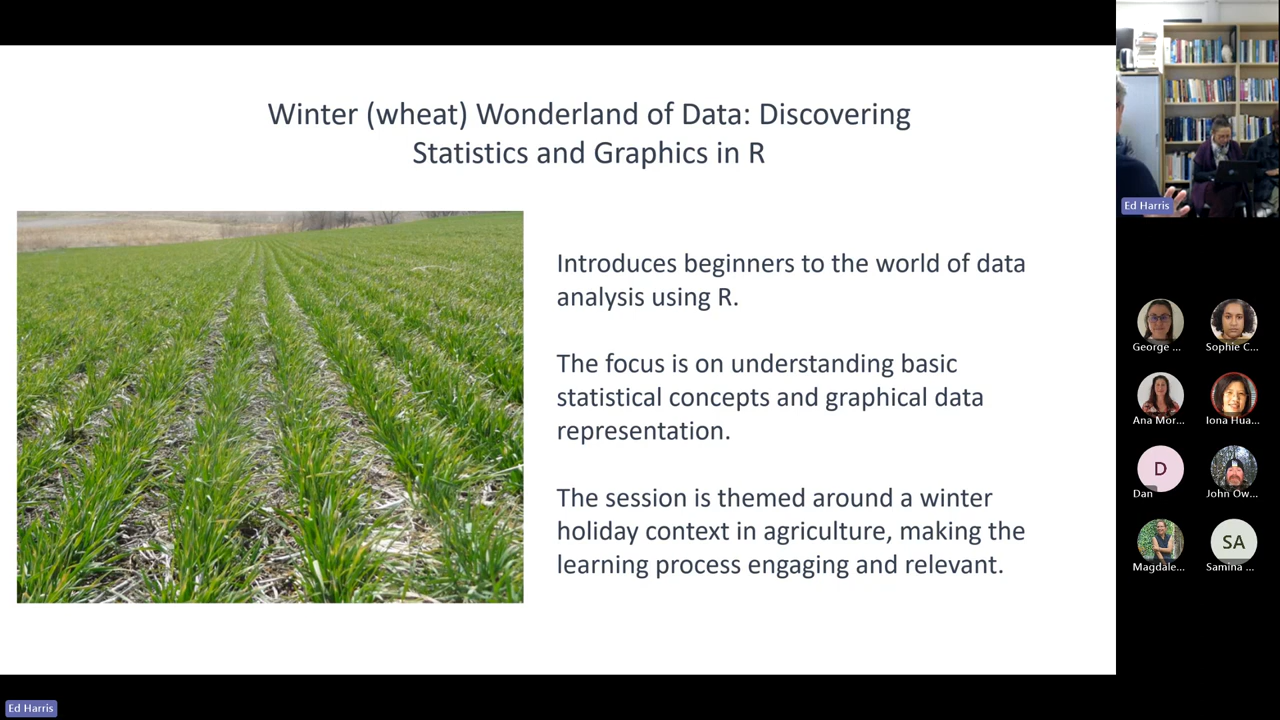 Winter (wheat) Wonderland of Data: Discovering
Statistics and Graphics in R
Introduces beginners to the world of data
analysis using R.
The focus is on understanding basic
statistical concepts and graphical data
representation.
The session is themed around a winter
holiday context in agriculture, making the
learning process engaging and relevant.
Ed Harris
George ...
Sophie C...
Ana Mor...
Iona Hua...
D
Dan
John Ow...
Magdale...
SA
Samina ...
Ed Harris